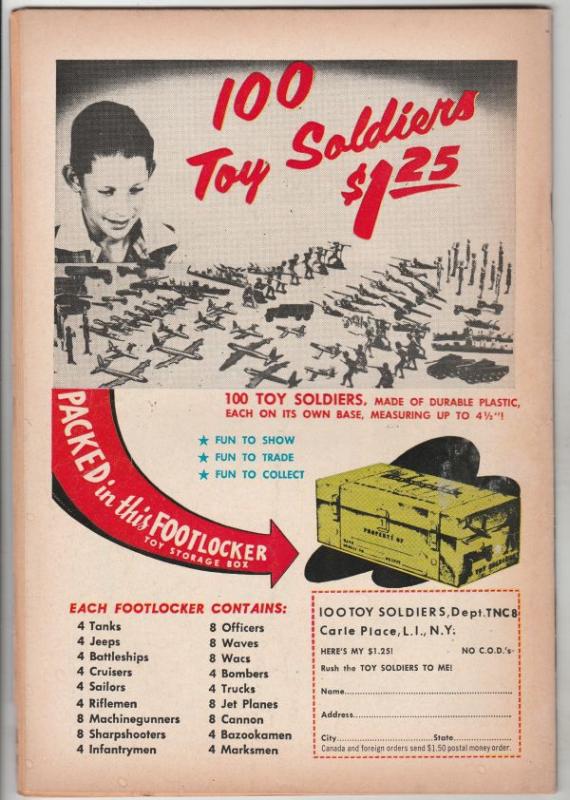 100
Toy Soldiers
$1.25
100 TOY SOLDIERS, MADE OF DURABLE PLASTIC,
EACH ON ITS OWN BASE, MEASURING UP TO 4½"!
★ FUN TO SHOW
★ FUN TO TRADE
★ FUN TO COLLECT
PACKED in this FOOTLOCKER
TOY STORAGE BOX
PROPERTY OF
TOY SOLDIERS
EACH FOOTLOCKER CONTAINS:
4 Tanks
4 Jeeps
4 Battleships
4 Cruisers
4 Sailors
4 Riflemen
8 Machinegunners
8 Sharpshooters
4 Infantrymen
8 Officers
8 Waves
8 Wacs
4 Bombers
4 Trucks
8 Jet Planes
8 Cannon
4 Bazookamen
4 Marksmen
100 TOY SOLDIERS, Dept. TNC8
Carle Place, L.I., N.Y.
HERE'S MY $1.25! NO C.O.D.'s
Rush the TOY SOLDIERS TO ME!
Name
Address
City State
Canada and foreign orders send $1.50 postal money order.